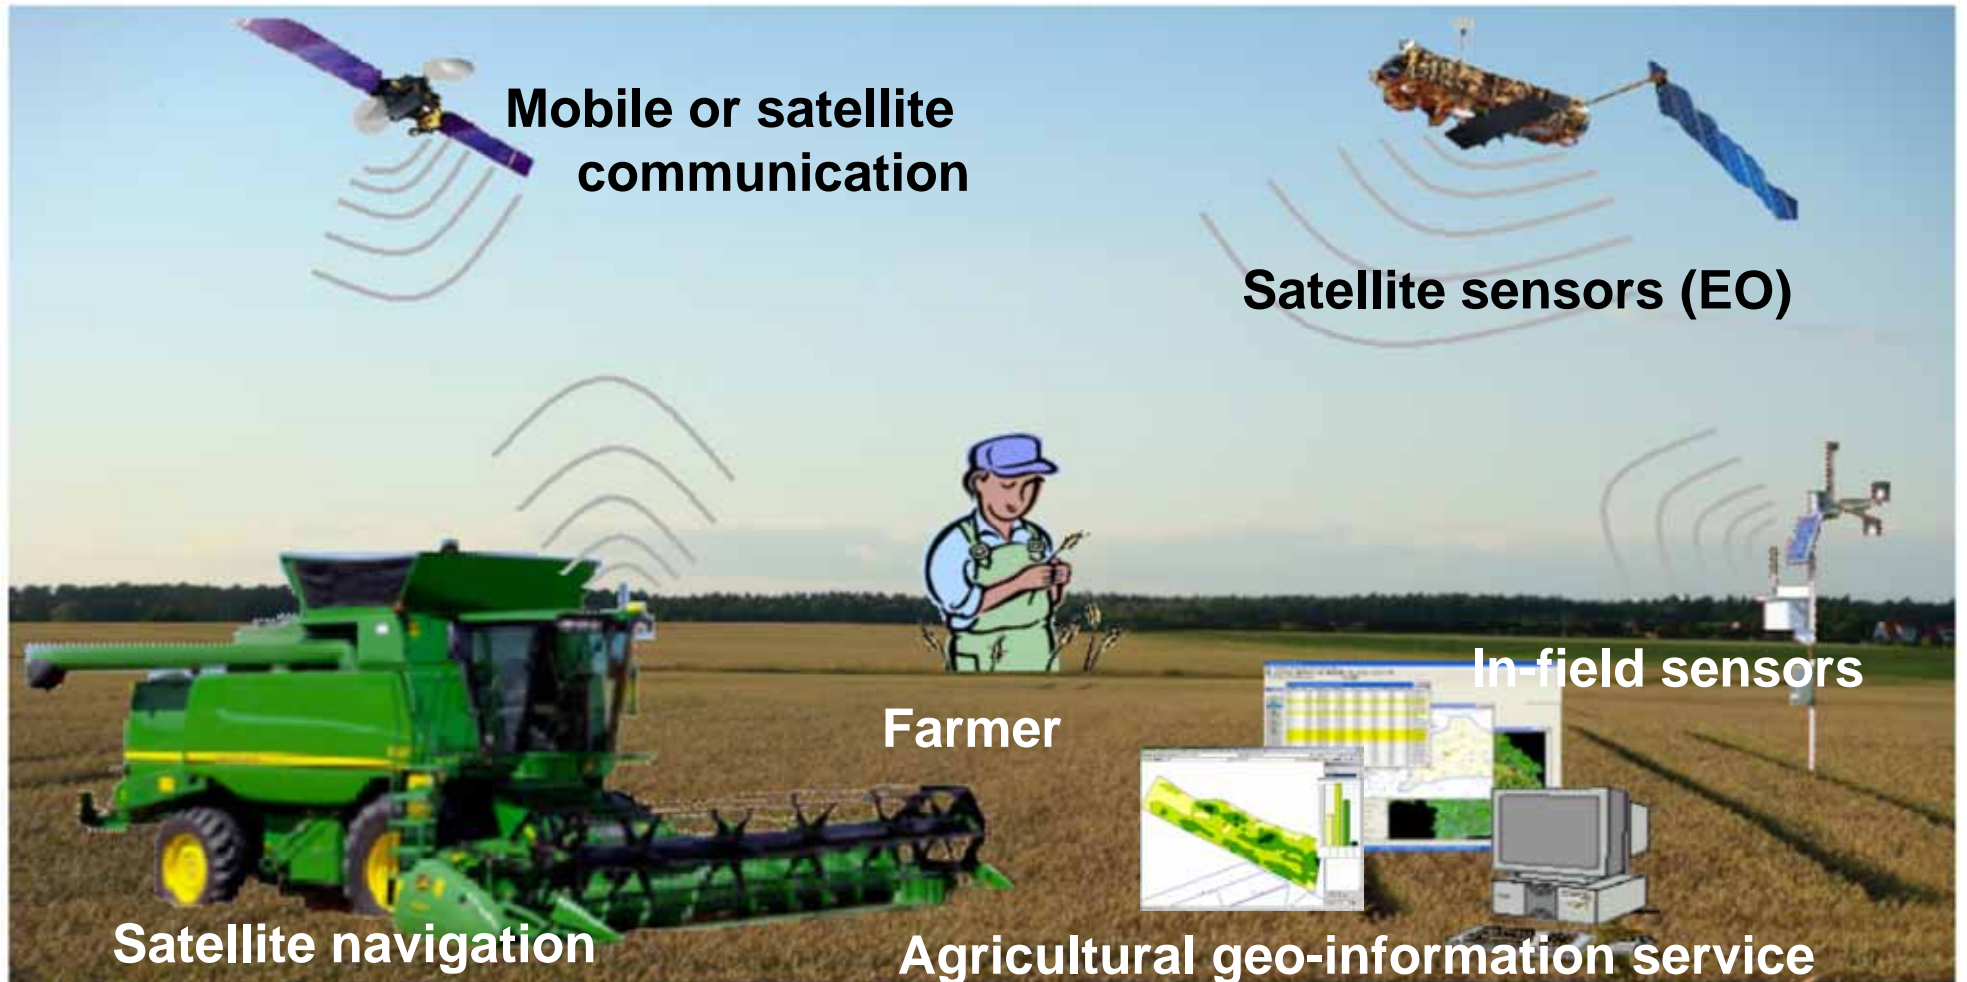 Mobile or satellite
communication
Satellite sensors (EO)
In-field sensors
Farmer
Satellite navigation
Agricultural geo-information service